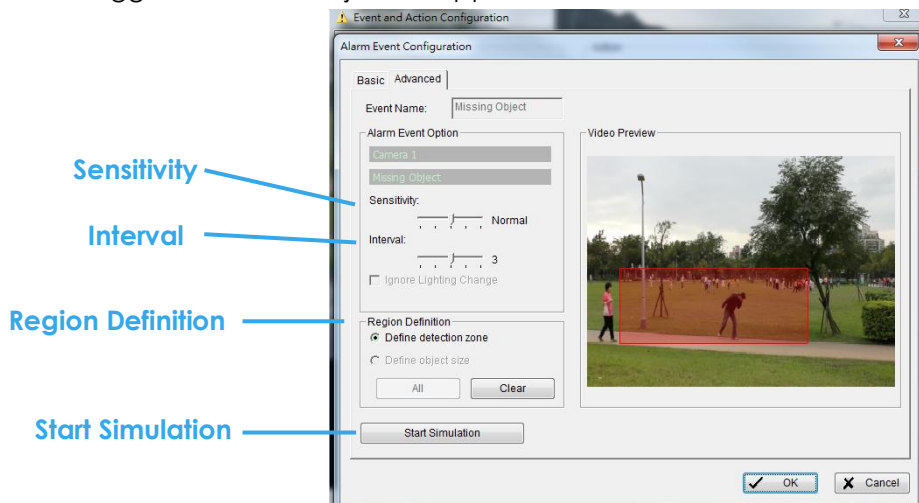 Event and Action Configuration
Alarm Event Configuration
Basic
Advanced
Event Name:
Missing Object
Alarm Event Option
Camera 1
Missing Object
Sensitivity:
Normal
Interval:
3
Ignore Lighting Change
Region Definition
Define detection zone
Define object size
All
Clear
Start Simulation
Video Preview
OK
Cancel
Sensitivity
Interval
Region Definition
Start Simulation